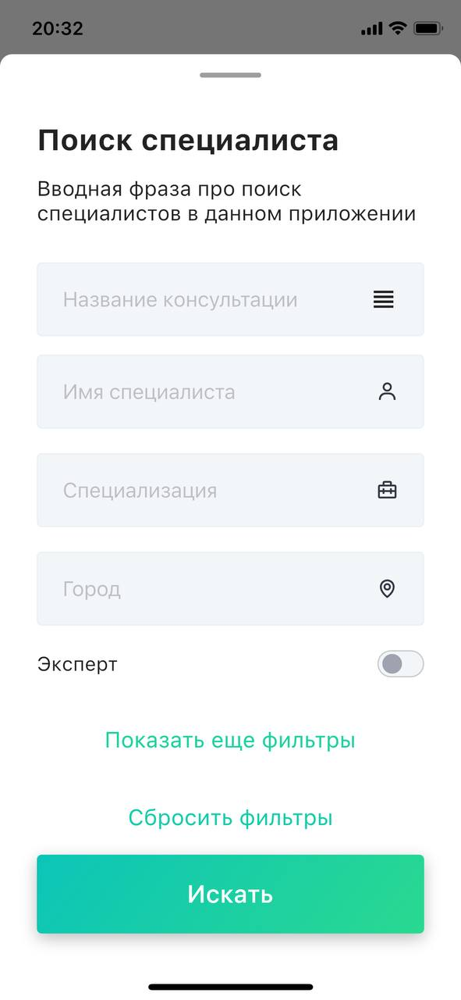 20:32
Поиск специалиста
Вводная фраза про поиск
специалистов в данном приложении
Название консультации
Имя специалиста
Специализация
Город
Эксперт
Показать еще фильтры
Сбросить фильтры
Искать